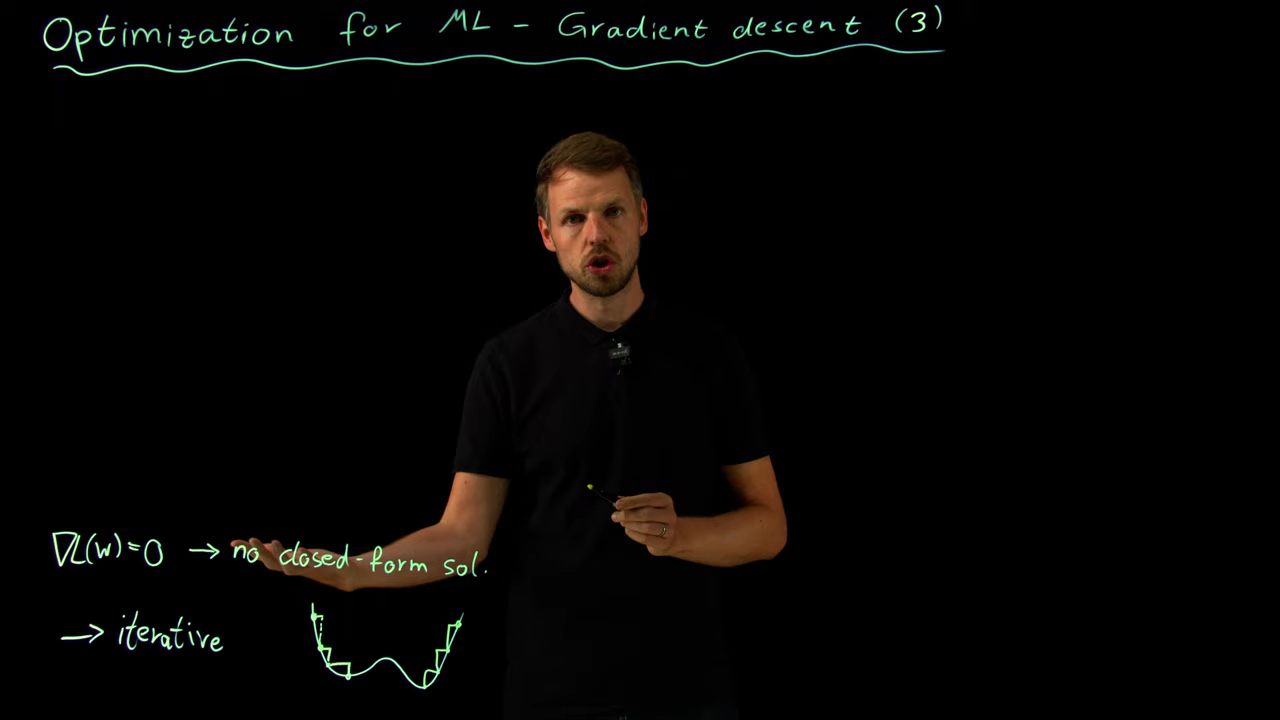 Optimization for ML - Gradient descent (3)
∇L(w)=0 → no closed-form sol.
→ iterative